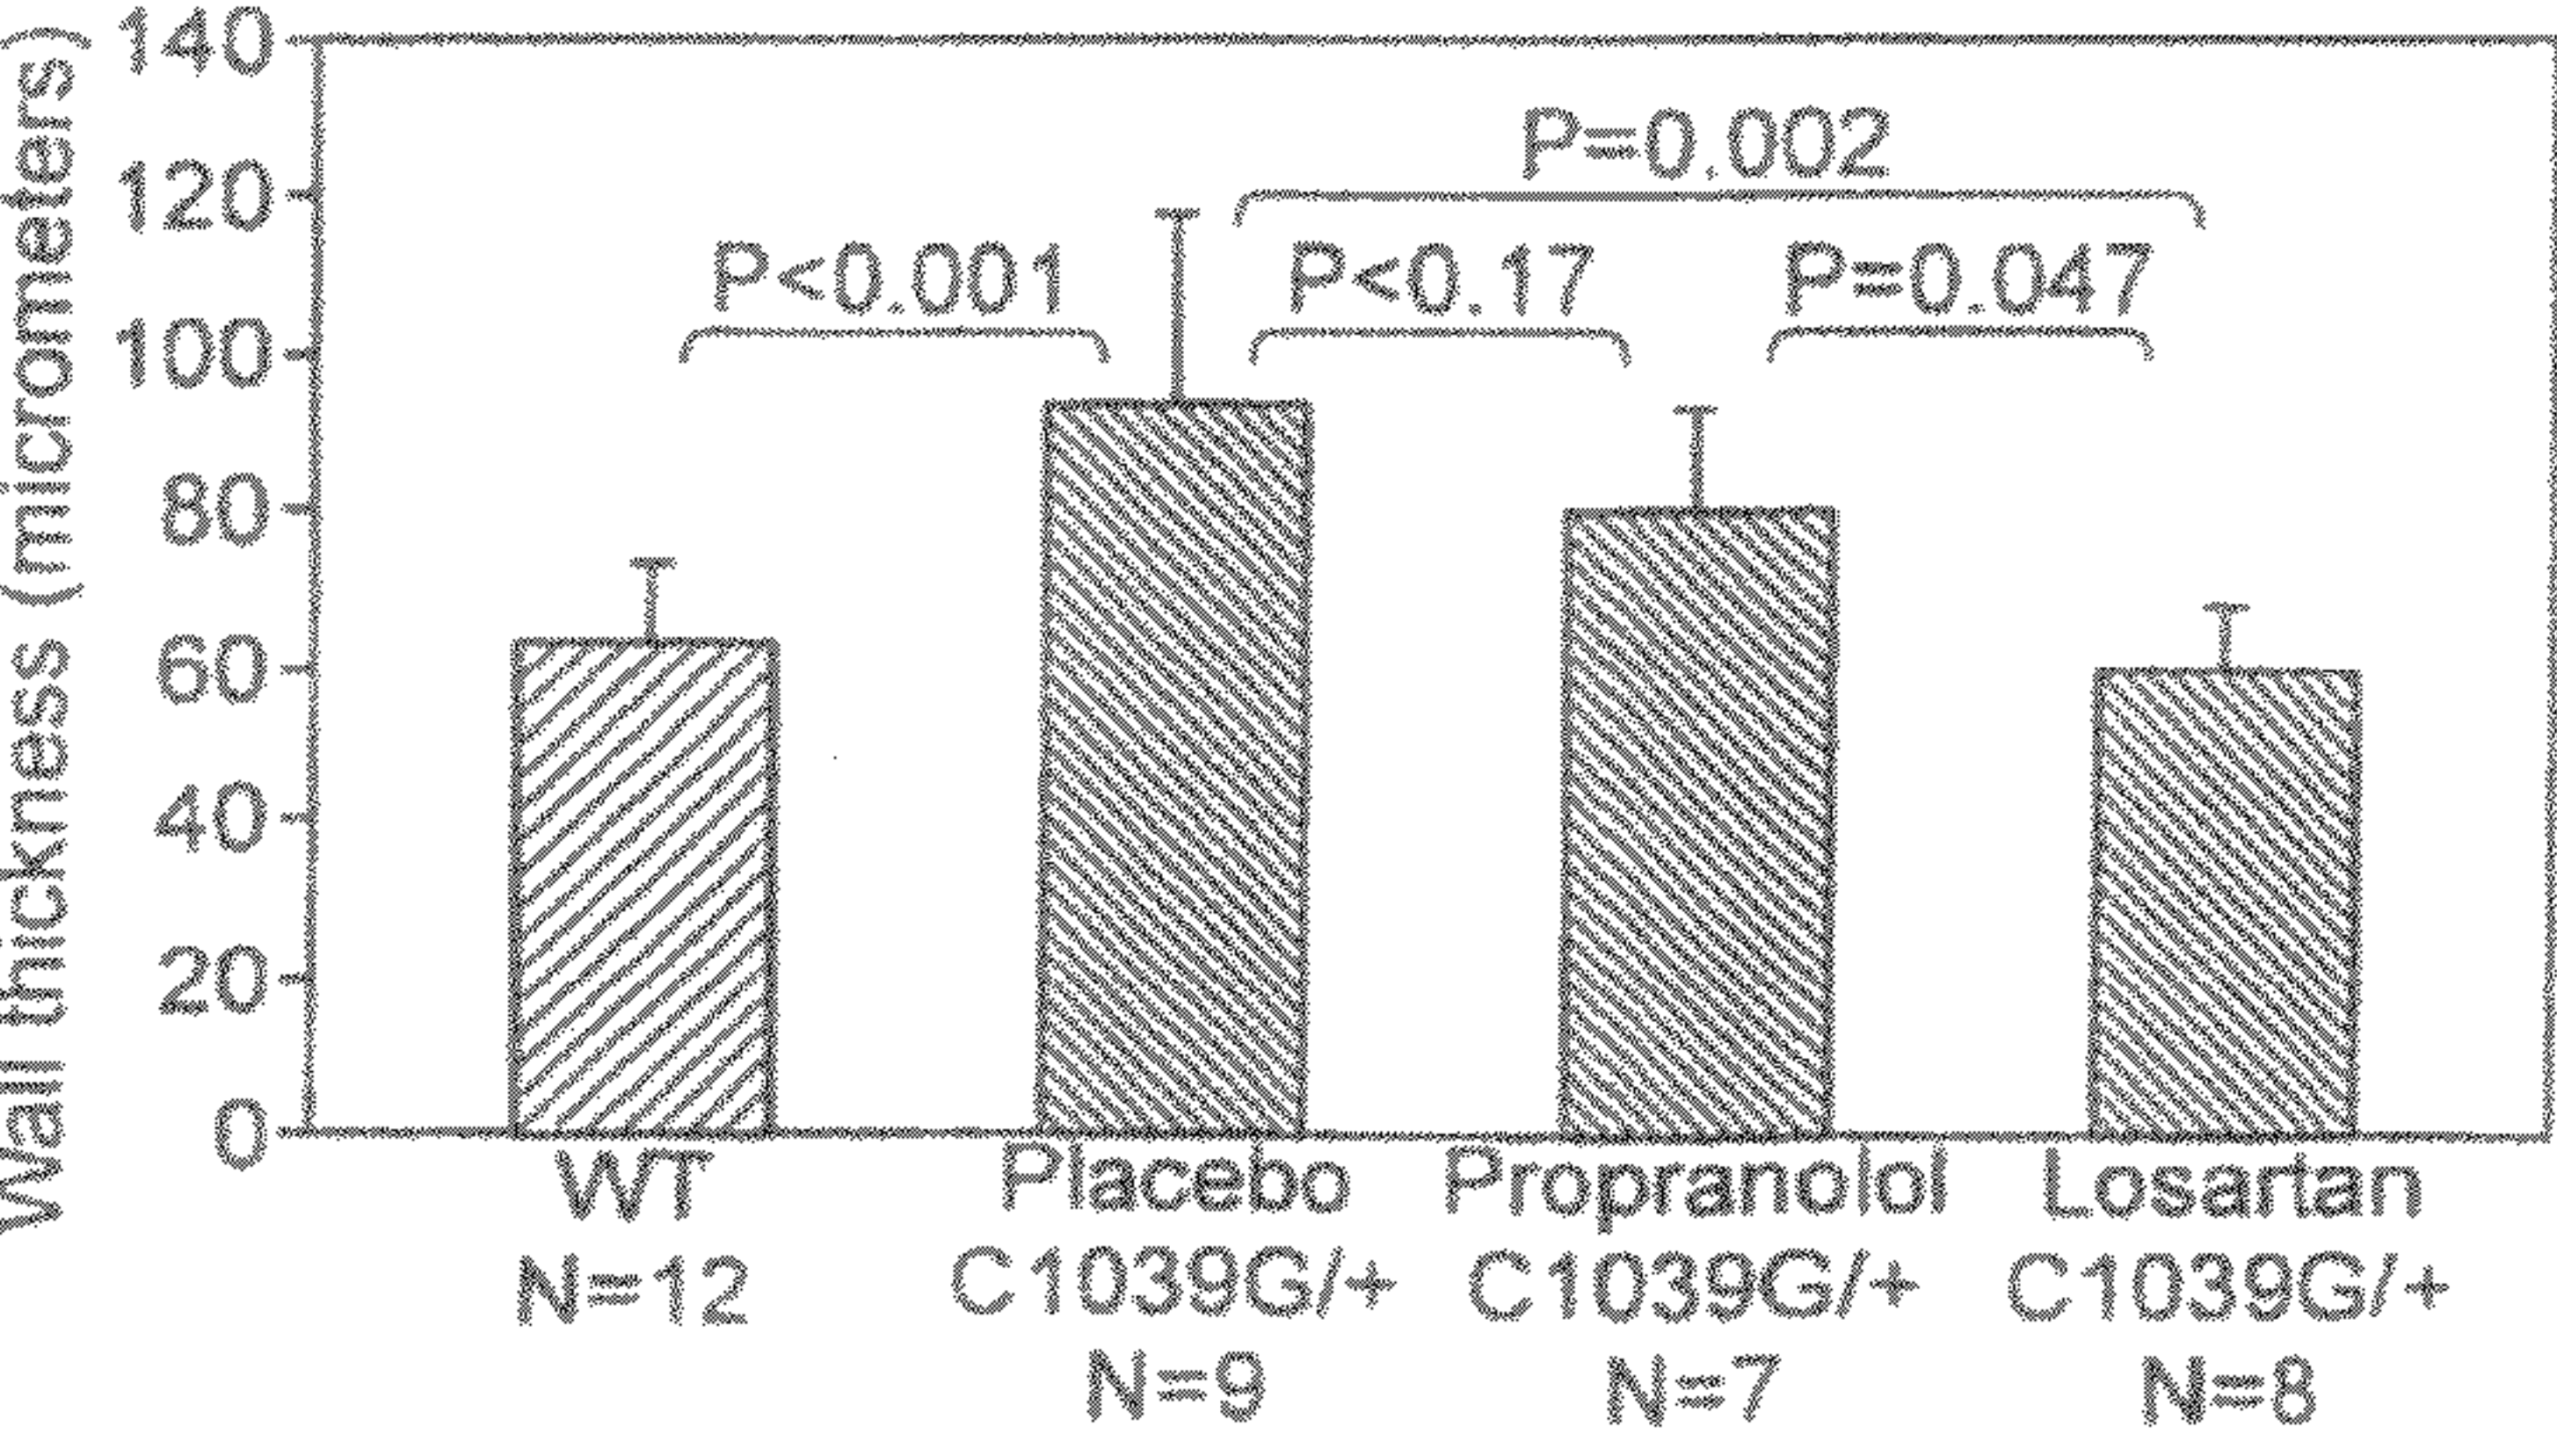 Wall thickness (micrometers)
140
120
100
80
60
40
20
0
P=0.002
P<0.001
P<0.17
P=0.047
WT
N=12
Placebo
C1039G/+
N=9
Propranolol
C1039G/+
N=7
Losartan
C1039G/+
N=8